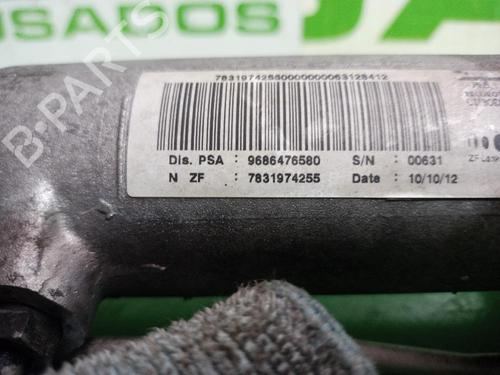 USADOS
B-PARTS
78319742550000000063128412
Dis. PSA : 9686476580 S/N : 00631
N ZF : 7831974255 Date : 10/10/12